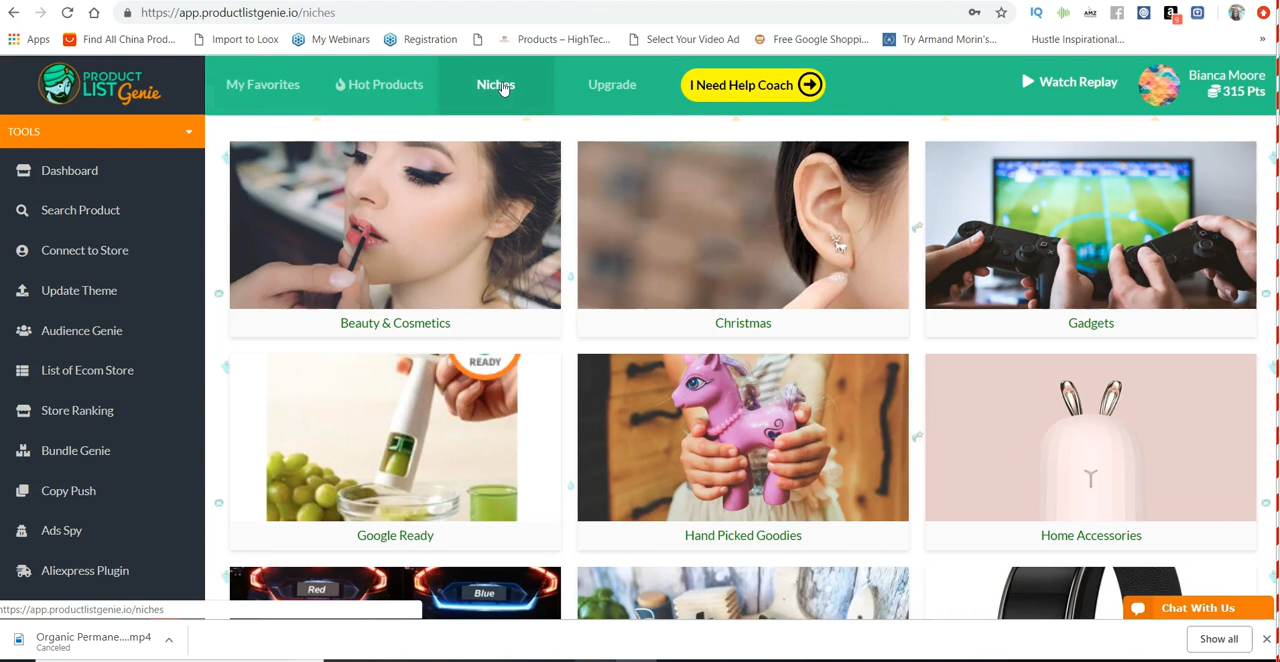 https://app.productlistgenie.io/niches
IQ
AMZ
a
9
Apps
Find All China Prod...
Import to Loox
My Webinars
Registration
Products – HighTec...
Select Your Video Ad
Free Google Shoppi...
Try Armand Morin's...
Hustle Inspirational...
»
PRODUCT
LIST Genie
My Favorites
Hot Products
Niches
Upgrade
I Need Help Coach
Watch Replay
Bianca Moore
315 Pts
TOOLS
Dashboard
Search Product
Connect to Store
Update Theme
Audience Genie
List of Ecom Store
Store Ranking
Bundle Genie
Copy Push
Ads Spy
Aliexpress Plugin
Beauty & Cosmetics
Christmas
Gadgets
READY
Google Ready
Hand Picked Goodies
Home Accessories
Red
Blue
https://app.productlistgenie.io/niches
Chat With Us
Organic Permane....mp4
Canceled
Show all